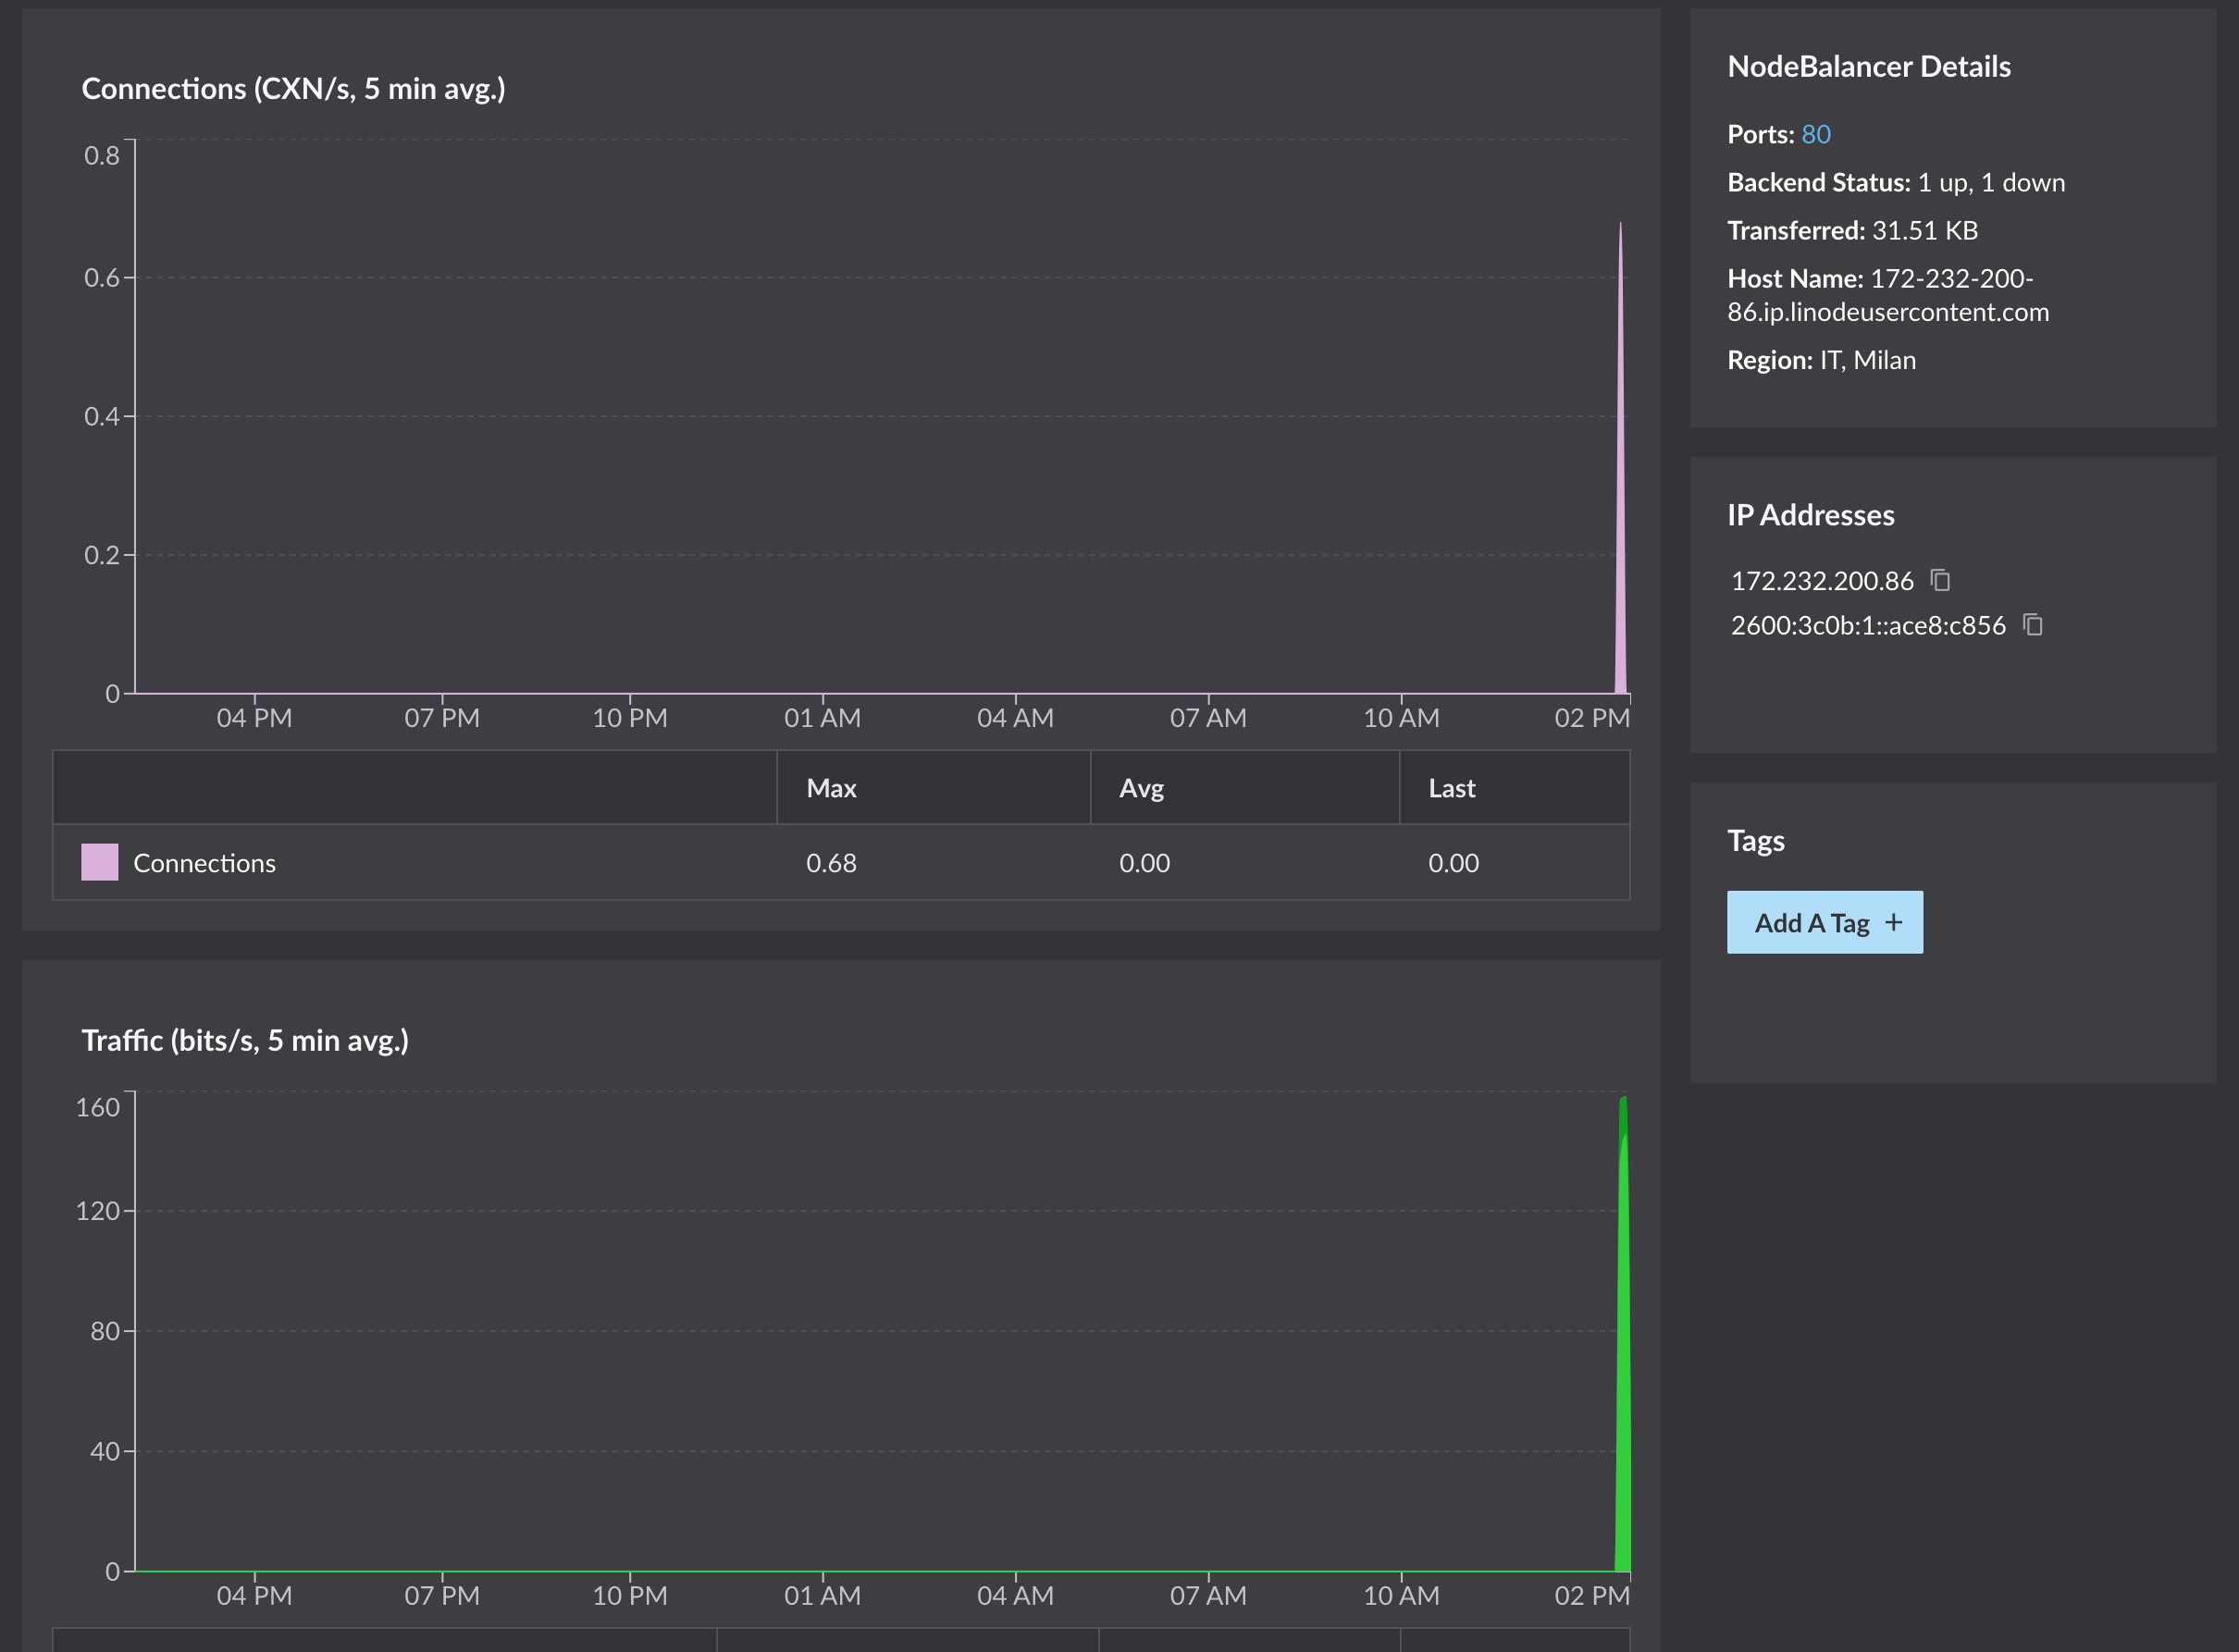 Connections (CXN/s, 5 min avg.)
0.8
0.6
0.4
0.2
0
04 PM 07 PM 10 PM 01 AM 04 AM 07 AM 10 AM 02 PM
Max Avg Last
Connections 0.68 0.00 0.00
Traffic (bits/s, 5 min avg.)
160
120
80
40
0
04 PM 07 PM 10 PM 01 AM 04 AM 07 AM 10 AM 02 PM
NodeBalancer Details
Ports: 80
Backend Status: 1 up, 1 down
Transferred: 31.51 KB
Host Name: 172-232-200-
86.ip.linodeusercontent.com
Region: IT, Milan
IP Addresses
172.232.200.86
2600:3c0b:1::ace8:c856
Tags
Add A Tag +